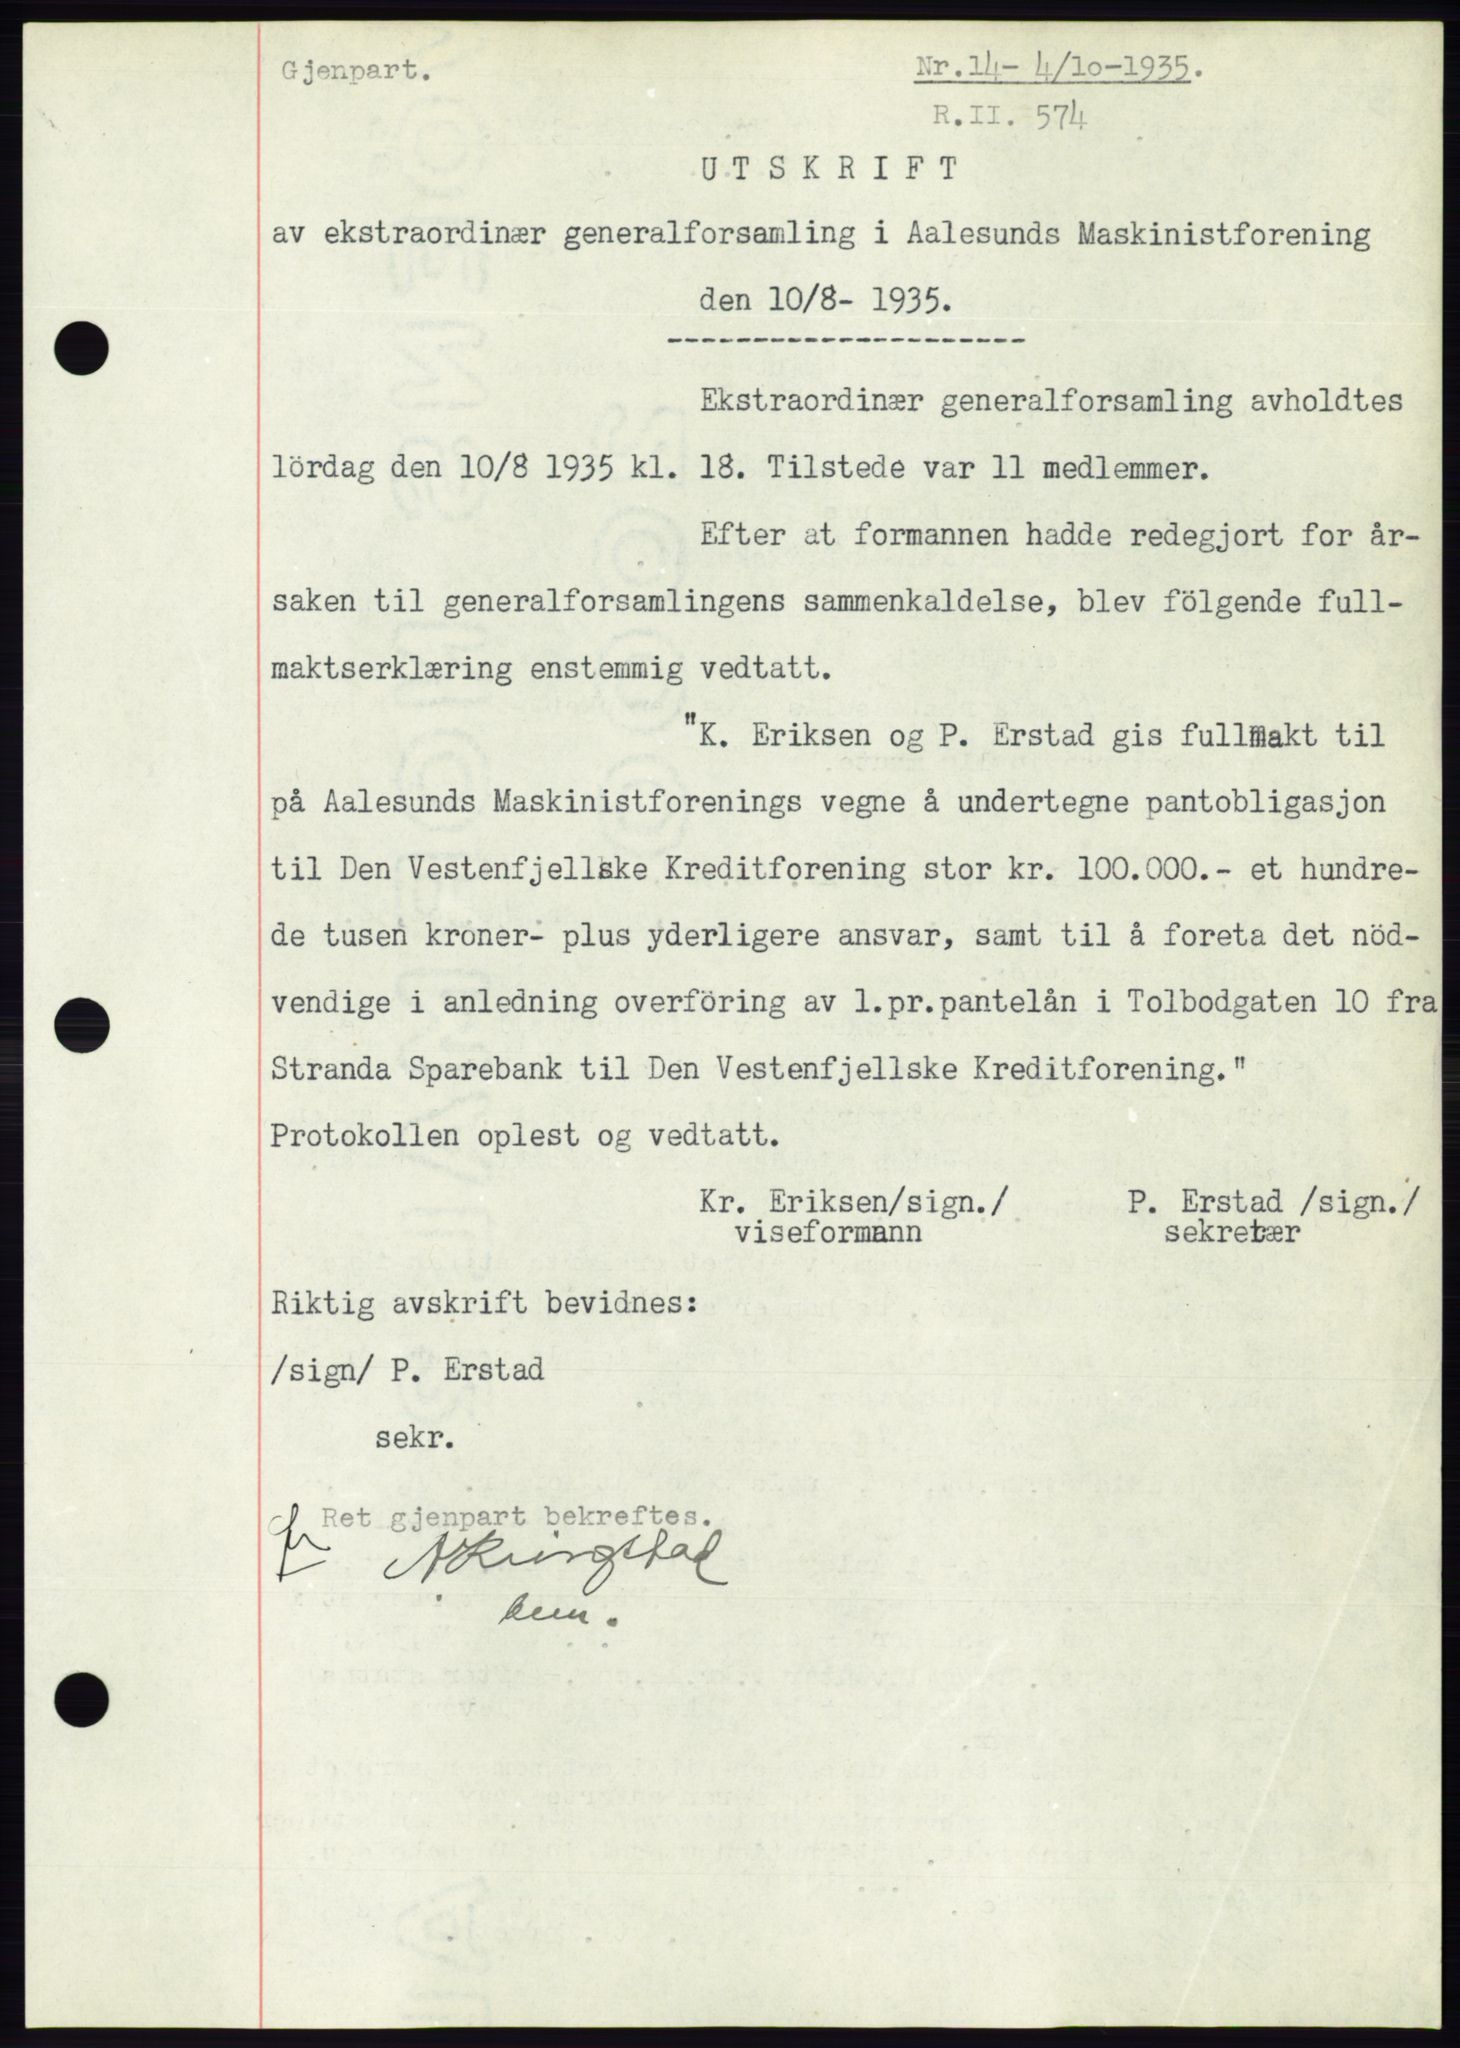 Gjenpart.
Nr.14- 4/10-1935.
R.II. 574
U T S K R I F T
av ekstraordinær generalforsamling i Aalesunds Maskinistforening
den 10/8- 1935.
---------------------
Ekstraordinær generalforsamling avholdtes
lördag den 10/8 1935 kl. 18. Tilstede var 11 medlemmer.
Efter at formannen hadde redegjort for år-
saken til generalforsamlingens sammenkaldelse, blev fölgende full-
maktserklæring enstemmig vedtatt.
"K. Eriksen og P. Erstad gis fullmakt til
på Aalesunds Maskinistforenings vegne å undertegne pantobligasjon
til Den Vestenfjellske Kreditforening stor kr. 100.000.- et hundre-
de tusen kroner- plus yderligere ansvar, samt til å foreta det nöd-
vendige i anledning overföring av 1.pr.pantelån i Tolbodgaten 10 fra
Stranda Sparebank til Den Vestenfjellske Kreditforening."
Protokollen oplest og vedtatt.
Kr. Eriksen/sign./ P. Erstad /sign./
viseformann sekretær
Riktig avskrift bevidnes:
/sign/ P. Erstad
sekr.
Ret gjenpart bekreftes.